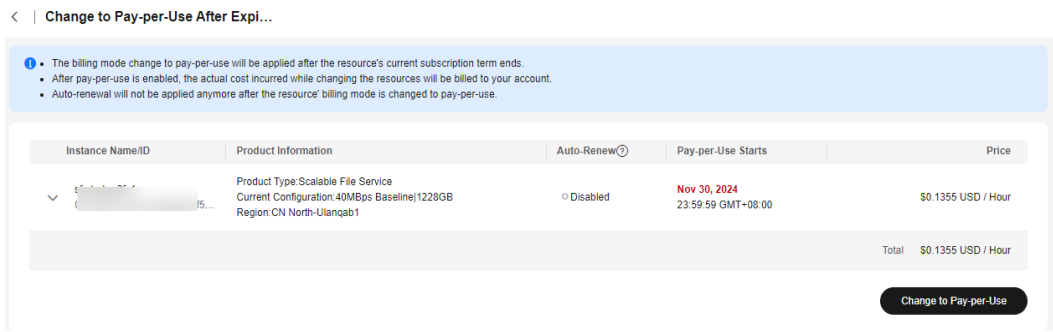 Change to Pay-per-Use After Expi...
The billing mode change to pay-per-use will be applied after the resource's current subscription term ends.
After pay-per-use is enabled, the actual cost incurred while changing the resources will be billed to your account.
Auto-renewal will not be applied anymore after the resource' billing mode is changed to pay-per-use.
Instance Name/ID Product Information Auto-Renew Pay-per-Use Starts Price
Product Type:Scalable File Service
Current Configuration:40MBps Baseline|1228GB
Region:CN North-Ulanqab1
Disabled
Nov 30, 2024
23:59:59 GMT+08:00
$0.1355 USD / Hour
Total $0.1355 USD / Hour
Change to Pay-per-Use